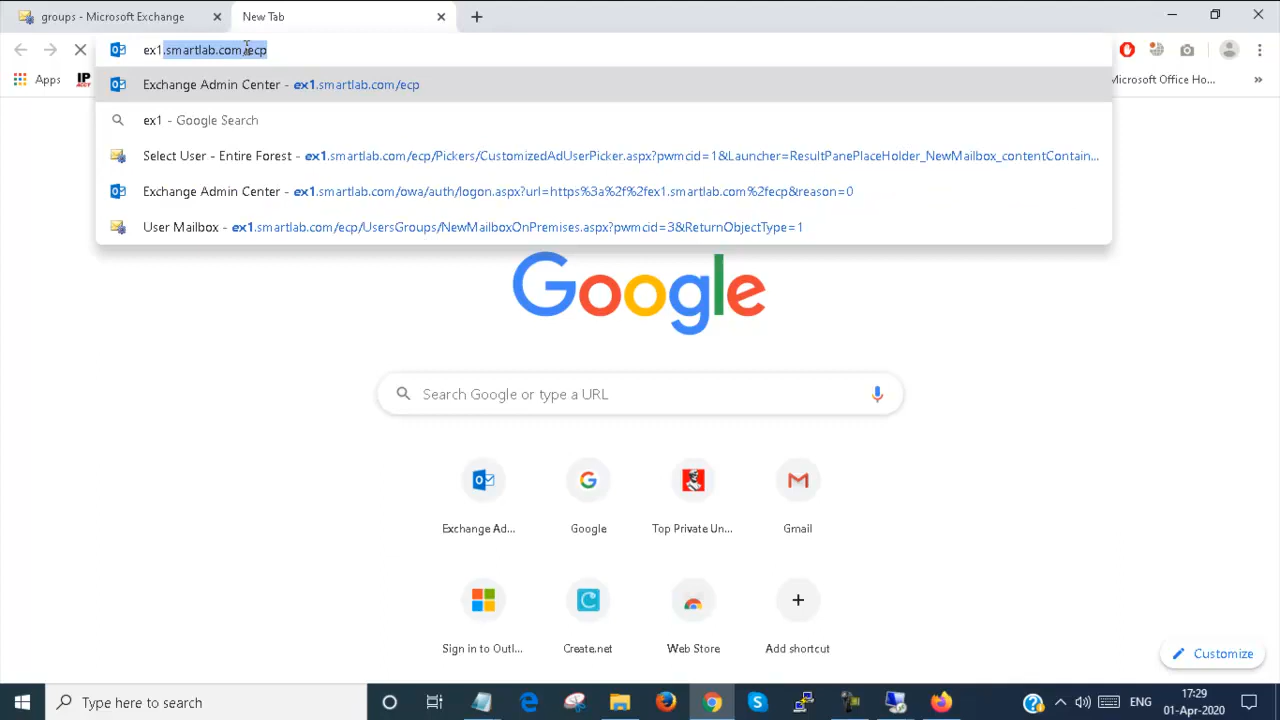 groups - Microsoft Exchange
New Tab
ex1.smartlab.com/ecp
Apps
IP
Microsoft Office Ho...
Exchange Admin Center - ex1.smartlab.com/ecp
ex1 - Google Search
Select User - Entire Forest - ex1.smartlab.com/ecp/Pickers/CustomizedAdUserPicker.aspx?pwmcid=1&Launcher=ResultPanePlaceHolder_NewMailbox_contentContain...
Exchange Admin Center - ex1.smartlab.com/owa/auth/logon.aspx?url=https%3a%2f%2fex1.smartlab.com%2fecp&reason=0
User Mailbox - ex1.smartlab.com/ecp/UsersGroups/NewMailboxOnPremises.aspx?pwmcid=3&ReturnObjectType=1
Google
Search Google or type a URL
Exchange Ad...
Google
Top Private Un...
Gmail
Sign in to Outl...
Create.net
Web Store
Add shortcut
Customize
Type here to search
ENG
17:29
01-Apr-2020